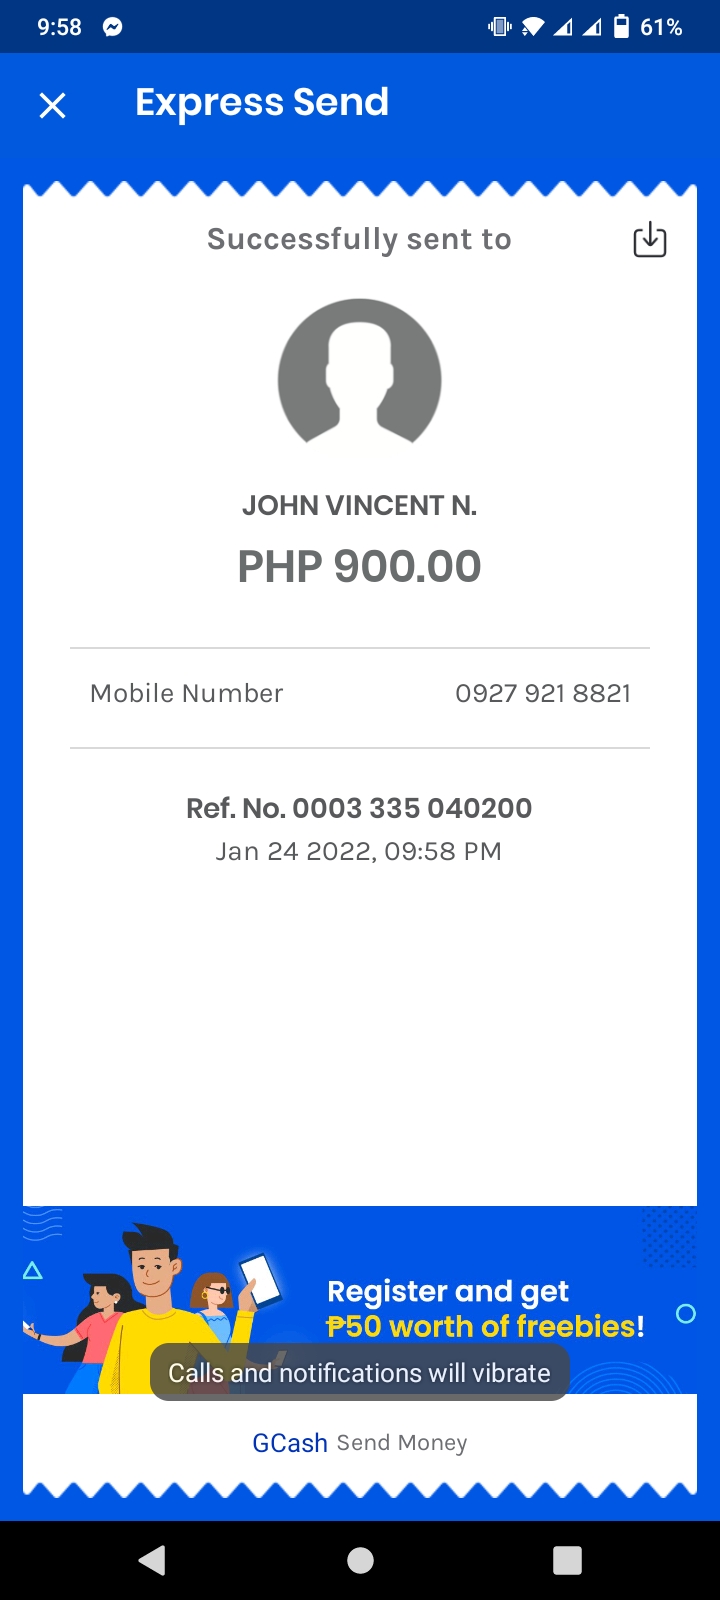 9:58 61%
Express Send
Successfully sent to
JOHN VINCENT N.
PHP 900.00
Mobile Number 0927 921 8821
Ref. No. 0003 335 040200
Jan 24 2022, 09:58 PM
Register and get
₱50 worth of freebies!
Calls and notifications will vibrate
GCash Send Money